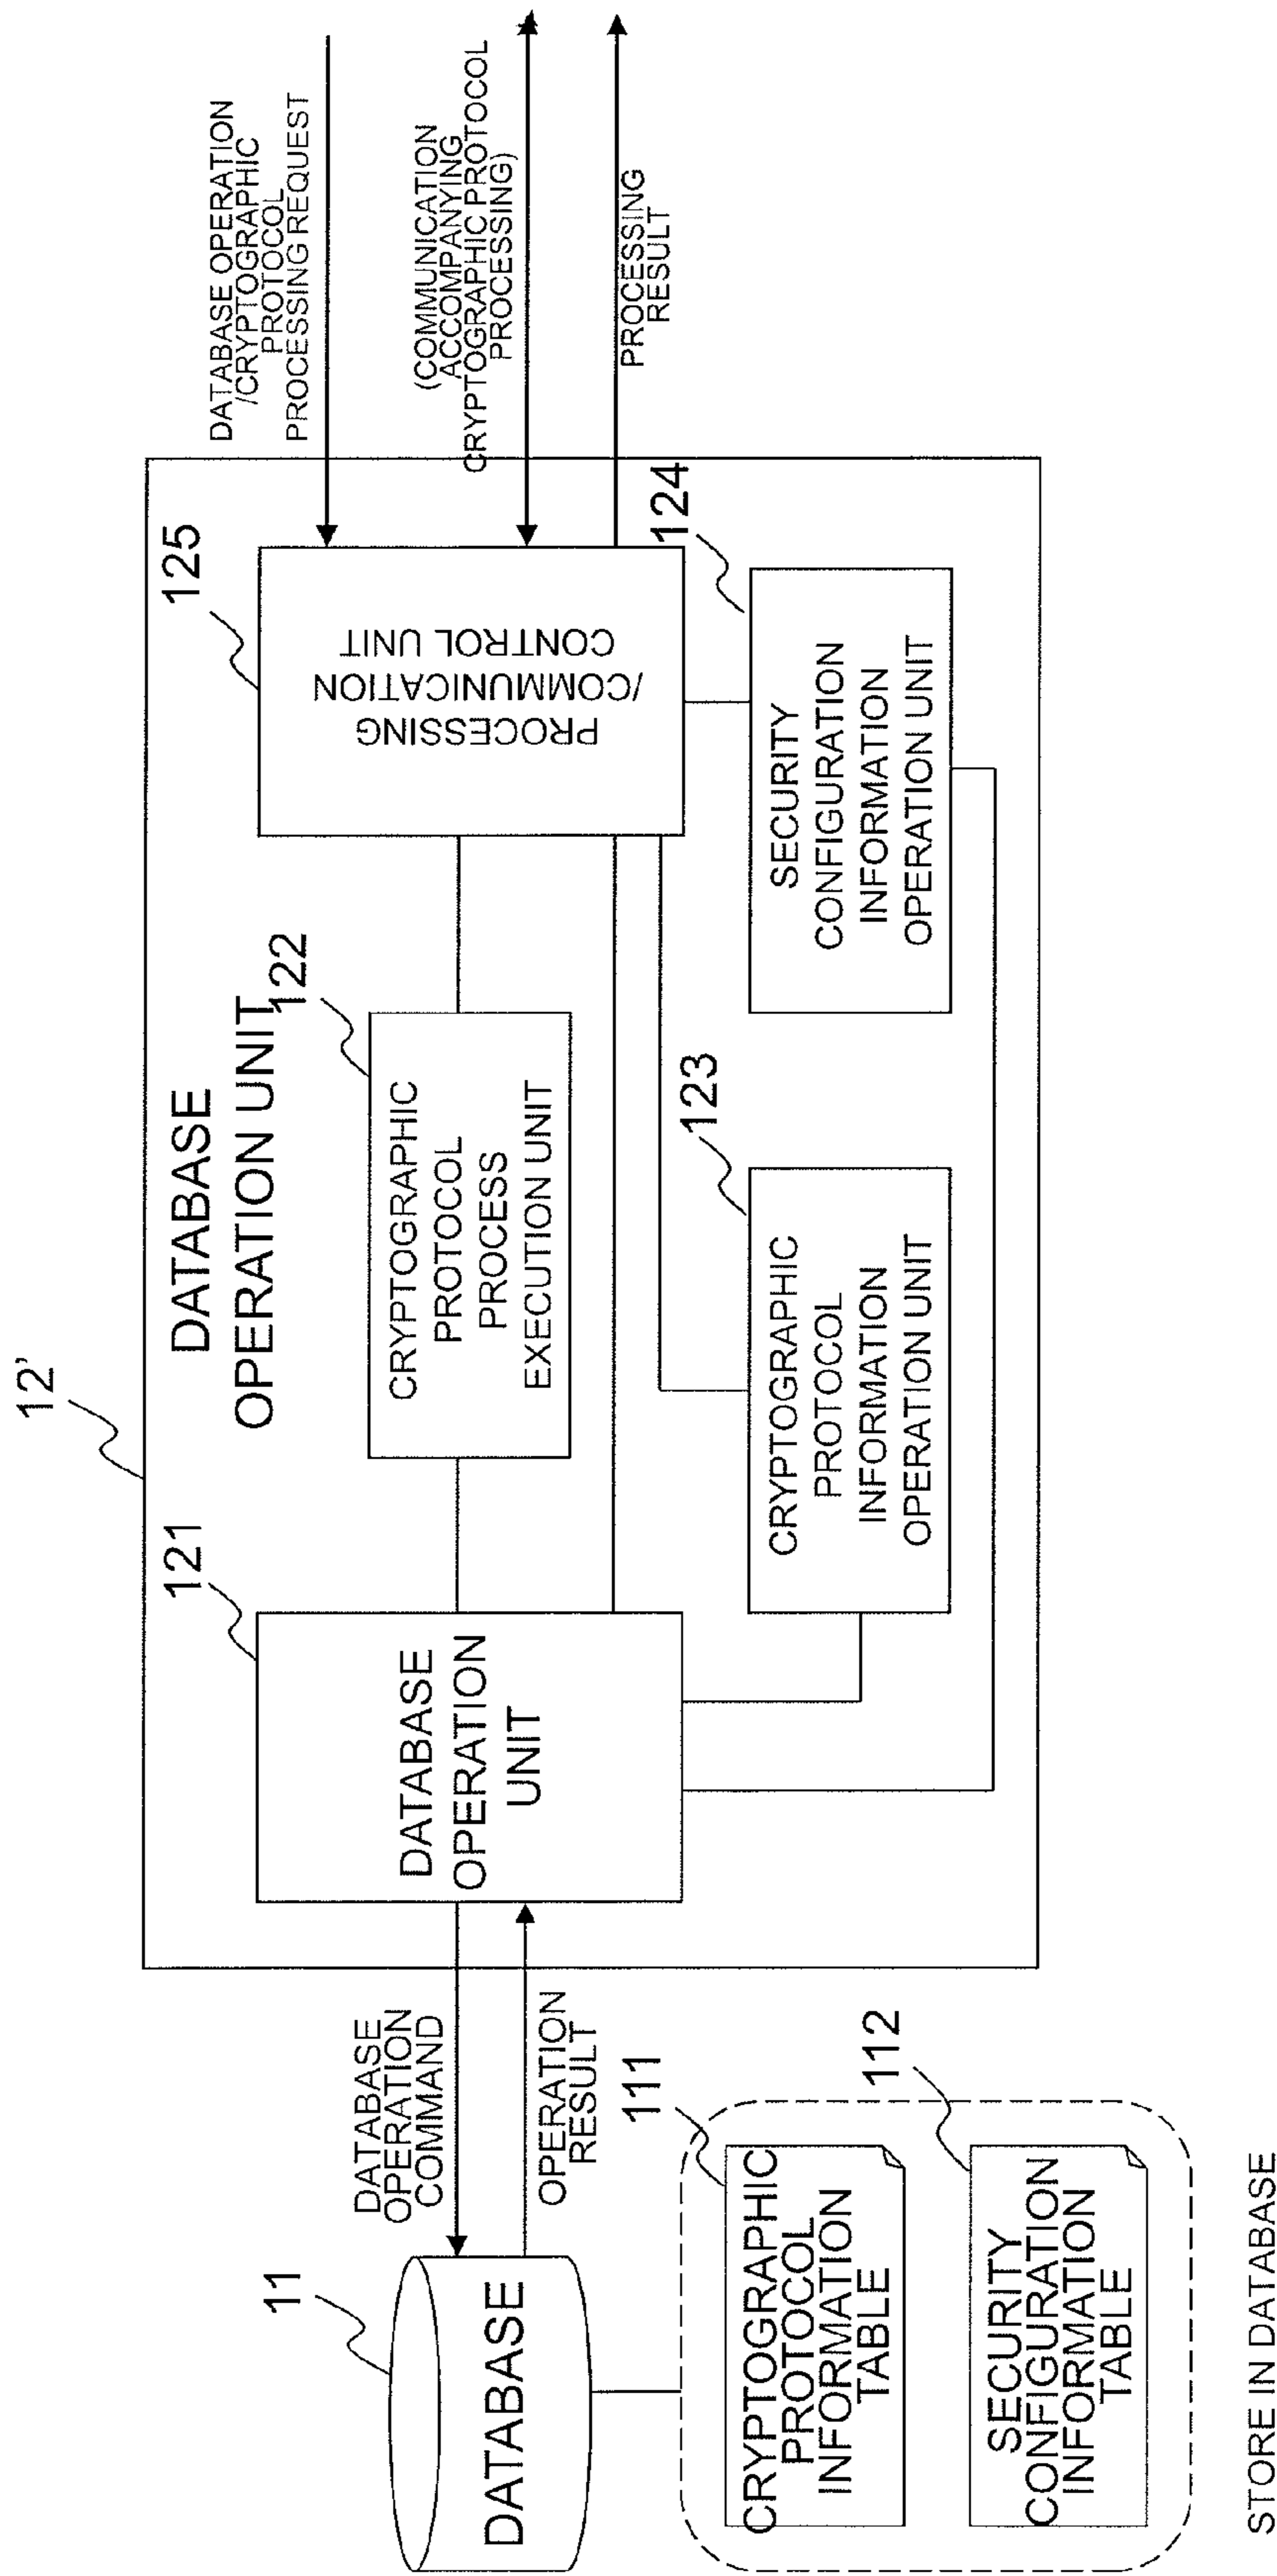 12'
DATABASE
OPERATION UNIT
11
DATABASE
DATABASE
OPERATION
COMMAND
OPERATION
RESULT
121
DATABASE
OPERATION
UNIT
122
CRYPTOGRAPHIC
PROTOCOL
PROCESS
EXECUTION UNIT
125
PROCESSING
/COMMUNICATION
CONTROL UNIT
DATABASE OPERATION
/CRYPTOGRAPHIC
PROTOCOL
PROCESSING REQUEST
(COMMUNICATION
ACCOMPANYING
CRYPTOGRAPHIC PROTOCOL
PROCESSING)
PROCESSING
RESULT
111
CRYPTOGRAPHIC
PROTOCOL
INFORMATION
TABLE
112
SECURITY
CONFIGURATION
INFORMATION
TABLE
123
CRYPTOGRAPHIC
PROTOCOL
INFORMATION
OPERATION UNIT
124
SECURITY
CONFIGURATION
INFORMATION
OPERATION UNIT
STORE IN DATABASE